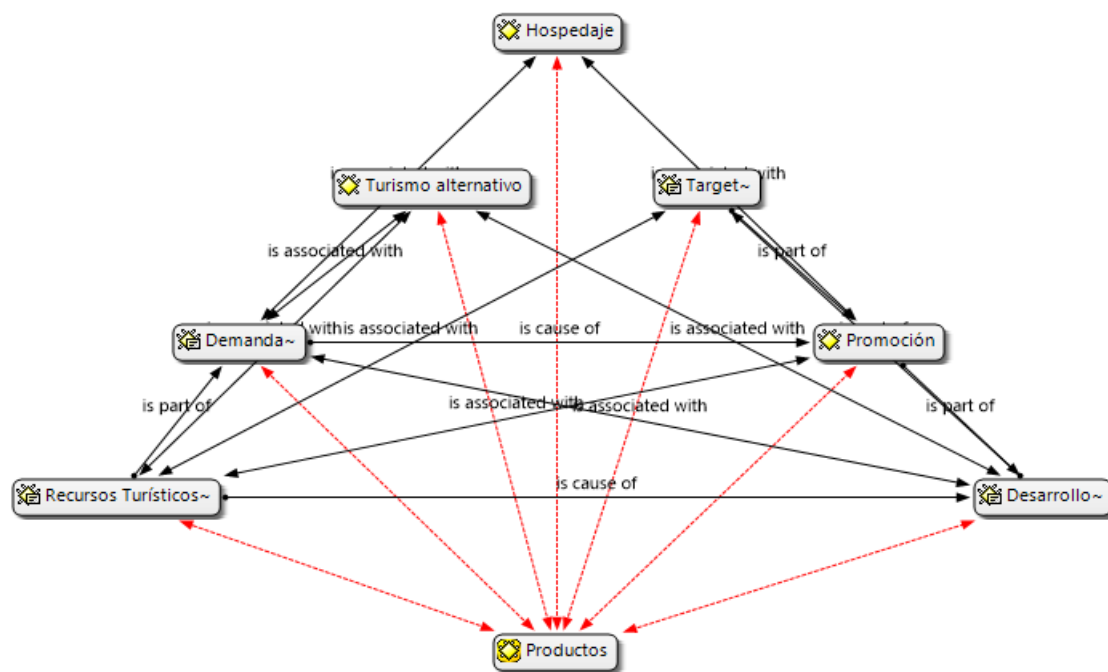 Hospedaje
Turismo alternativo
Target~
is associated with
is part of
is associated with
is cause of
is associated with
Demanda~
Promoción
is part of
is associated with
is associated with
is part of
Recursos Turísticos~
is cause of
Desarrollo~
Productos